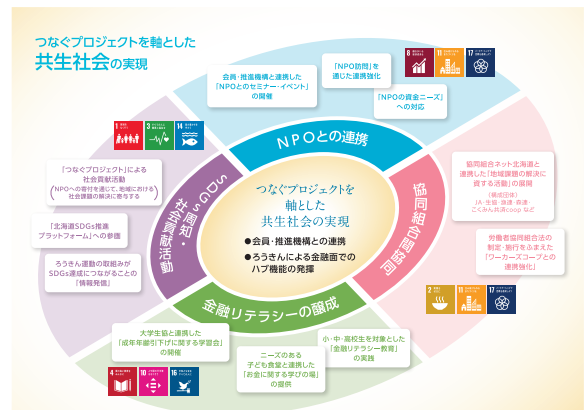 つなぐプロジェクトを軸とした
共生社会の実現
会員・推進機構と連携した
「NPOとのセミナー・イベント」
の開催
「NPO訪問」を
通じた連携強化
「NPOの資金ニーズ」
への対応
8
11
17
NPOとの連携
1
3
14
「つなぐプロジェクト」による
社会貢献活動
(NPOへの寄付を通じて、地域における
社会課題の解決に寄与する)
「北海道SDGs推進
プラットフォーム」への参画
ろうきん運動の取組みが
SDGs達成につながることの
「情報発信」
SDGs周知・
社会貢献活動
つなぐプロジェクトを
軸とした
共生社会の実現
●会員・推進機構との連携
●ろうきんによる金融面での
ハブ機能の発揮
協同組合間協同
協同組合ネット北海道と
連携した「地域課題の解決に
資する活動」の展開
(構成団体)
JA・生協・漁連・森連・
こくみん共済coop など
労働者協同組合法の
制定・施行をふまえた
「ワーカーズコープとの
連携強化」
2
11
17
金融リテラシーの醸成
大学生協と連携した
「成年年齢引下げに関する学習会」
の開催
ニーズのある
子ども食堂と連携した
「お金に関する学びの場」
の提供
小・中・高校生を対象とした
「金融リテラシー教育」
の実践
4
10
16